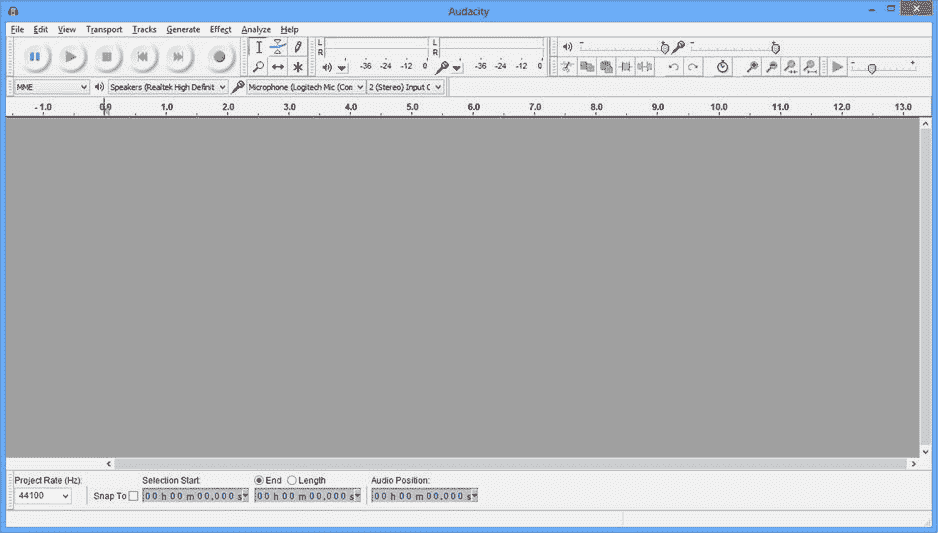 Audacity
File Edit View Transport Tracks Generate Effect Analyze Help
L L
R R
-36 -24 -12 0 -36 -24 -12 0
MME Speakers (Realtek High Definit Microphone (Logitech Mic (Con 2 (Stereo) Input C
-1.0 0.0 1.0 2.0 3.0 4.0 5.0 6.0 7.0 8.0 9.0 10.0 11.0 12.0 13.0
Project Rate (Hz): Selection Start: End Length Audio Position:
44100 Snap To 00 h 00 m 00.000 s 00 h 00 m 00.000 s 00 h 00 m 00.000 s